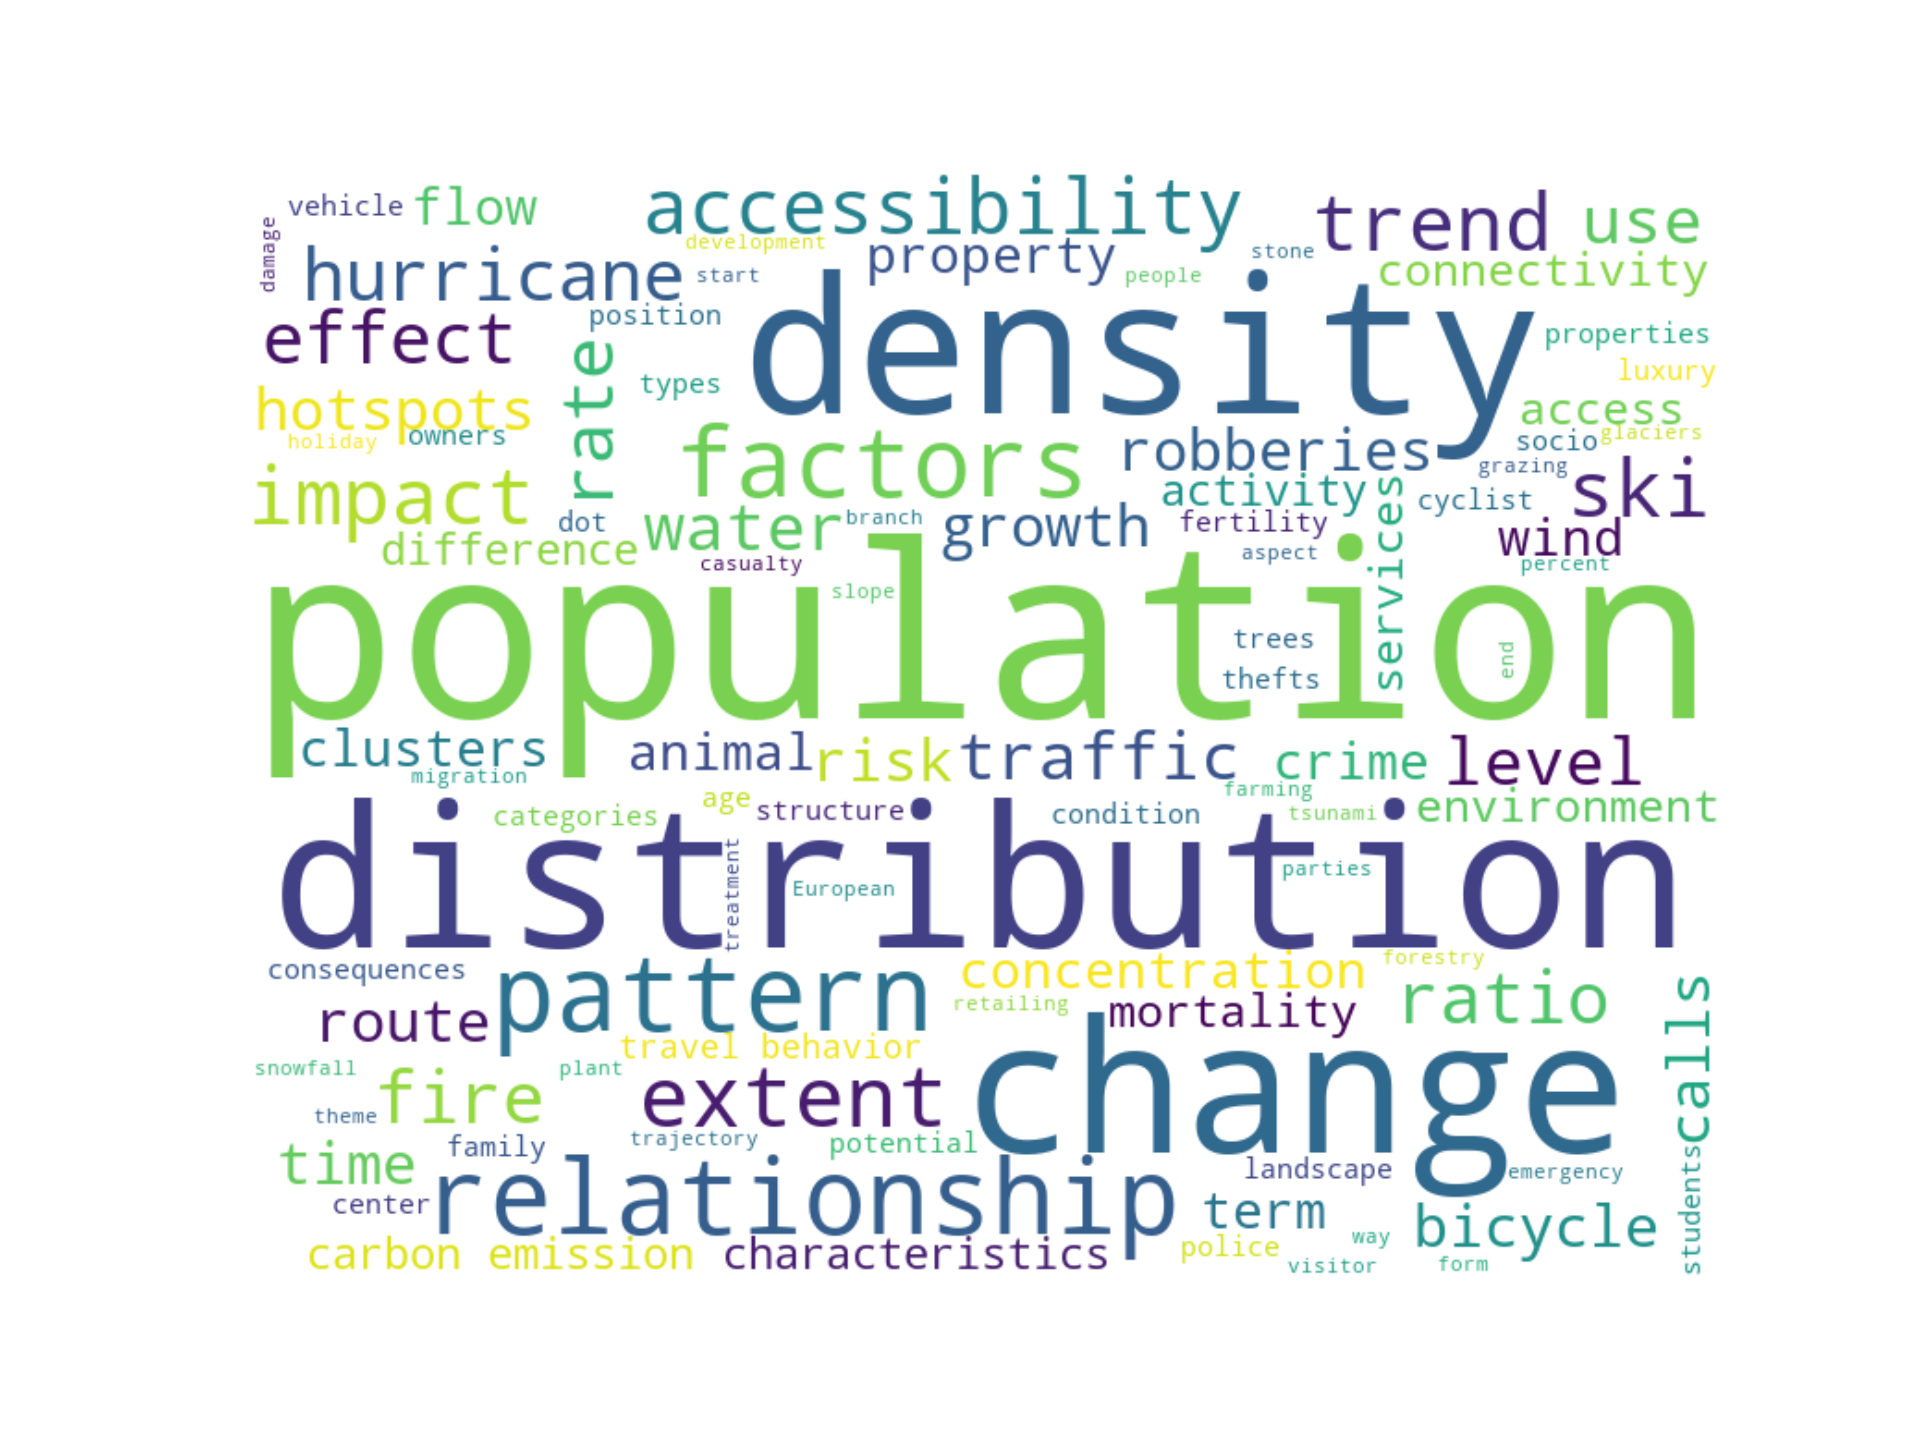 vehicle
flow
accessibility
trend
use
damage
hurricane
development
start
property
people
stone
connectivity
effect
position
rate
types
density
properties
luxury
hotspots
holiday
owners
factors
robberies
access
socio
glaciers
grazing
impact
dot
water
branch
growth
activity
fertility
services
cyclist
ski
wind
difference
casualty
aspect
percent
slope
population
trees
thefts
end
clusters
migration
animal
risk
traffic
crime
level
farming
categories
age
structure
condition
tsunami
environment
distribution
treatment
European
parties
consequences
pattern
concentration
forestry
route
retailing
mortality
ratio
calls
travel behavior
snowfall
plant
fire
theme
extent
change
time
family
trajectory
potential
landscape
emergency
students
center
relationship
term
bicycle
carbon emission
characteristics
police
way
visitor
form